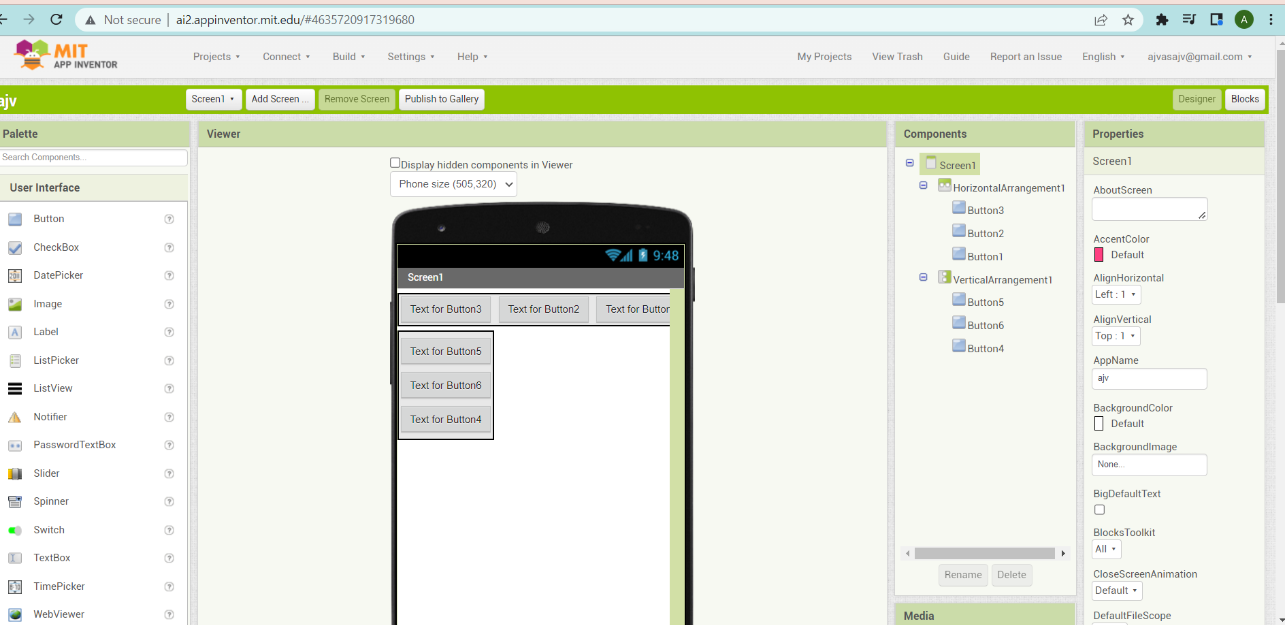 Not secure | ai2.appinventor.mit.edu/#4635720917319680
A
MIT
APP INVENTOR
Projects Connect Build Settings Help My Projects View Trash Guide Report an Issue English ajvasajv@gmail.com
ajv Screen1 Add Screen ... Remove Screen Publish to Gallery Designer Blocks
Palette
Search Components...
User Interface
Button ?
CheckBox ?
DatePicker ?
Image ?
Label ?
ListPicker ?
ListView ?
Notifier ?
PasswordTextBox ?
Slider ?
Spinner ?
Switch ?
TextBox ?
TimePicker ?
WebViewer ?
Viewer
Display hidden components in Viewer
Phone size (505,320)
9:48
Screen1
Text for Button3 Text for Button2 Text for Button
Text for Button5
Text for Button6
Text for Button4
Components
Screen1
HorizontalArrangement1
Button3
Button2
Button1
VerticalArrangement1
Button5
Button6
Button4
Rename Delete
Media
Properties
Screen1
AboutScreen
AccentColor
Default
AlignHorizontal
Left : 1
AlignVertical
Top : 1
AppName
ajv
BackgroundColor
Default
BackgroundImage
None...
BigDefaultText
BlocksToolkit
All
CloseScreenAnimation
Default
DefaultFileScope